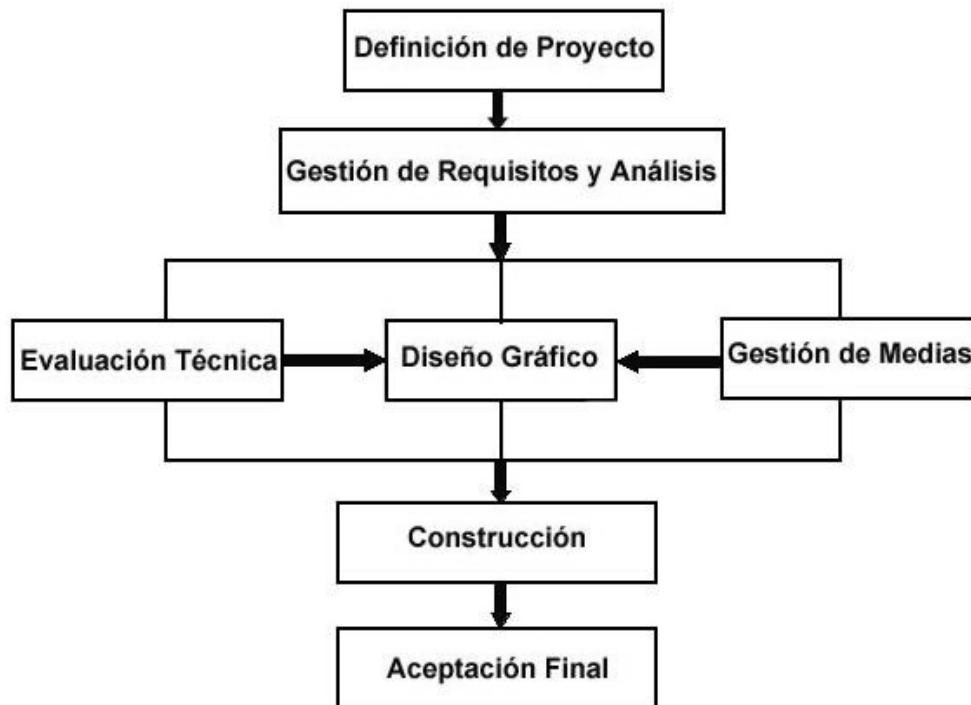 Definición de Proyecto
Gestión de Requisitos y Análisis
Evaluación Técnica
Diseño Gráfico
Gestión de Medias
Construcción
Aceptación Final